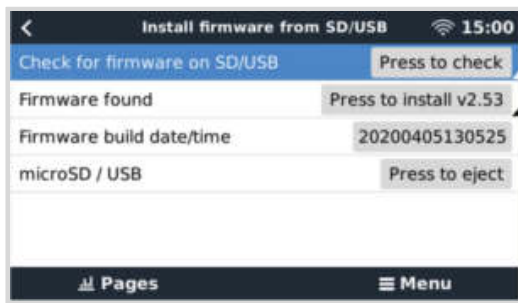 Install firmware from SD/USB 15:00
Check for firmware on SD/USB Press to check
Firmware found Press to install v2.53
Firmware build date/time 20200405130525
microSD / USB Press to eject
Pages Menu